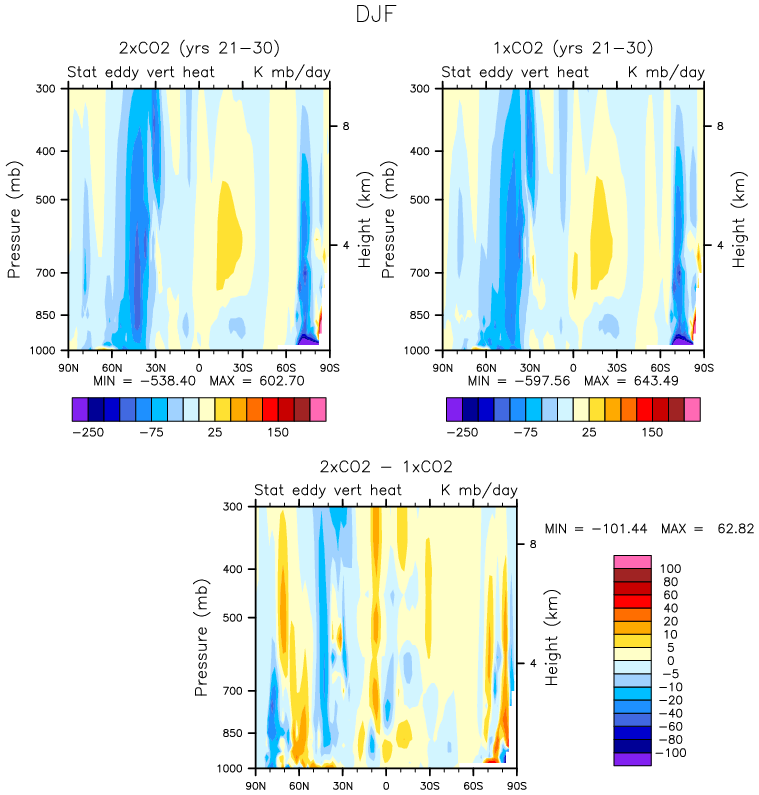 DJF
2xCO2 (yrs 21-30)
Stat eddy vert heat K mb/day
300
400
500
700
850
1000
Pressure (mb)
8
4
Height (km)
90N 60N 30N 0 30S 60S 90S
MIN = -538.40 MAX = 602.70
-250 -75 25 150
1xCO2 (yrs 21-30)
Stat eddy vert heat K mb/day
300
400
500
700
850
1000
Pressure (mb)
8
4
Height (km)
90N 60N 30N 0 30S 60S 90S
MIN = -597.56 MAX = 643.49
-250 -75 25 150
2xCO2 - 1xCO2
Stat eddy vert heat K mb/day
300
400
500
700
850
1000
Pressure (mb)
8
4
Height (km)
90N 60N 30N 0 30S 60S 90S
MIN = -101.44 MAX = 62.82
100
80
60
40
20
10
5
0
-5
-10
-20
-40
-60
-80
-100